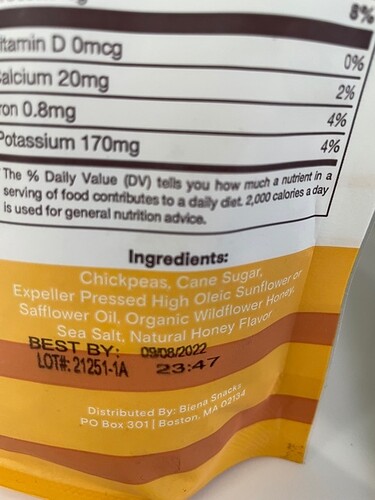 8%
itamin D 0mcg 0%
alcium 20mg 2%
ron 0.8mg 4%
Potassium 170mg 4%
The % Daily Value (DV) tells you how much a nutrient in a
serving of food contributes to a daily diet. 2,000 calories a day
is used for general nutrition advice.
Ingredients:
Chickpeas, Cane Sugar,
Expeller Pressed High Oleic Sunflower or
Safflower Oil, Organic Wildflower Honey,
Sea Salt, Natural Honey Flavor
BEST BY: 09/08/2022
LOT#: 21251-1A 23:47
Distributed By: Biena Snacks
PO Box 301 | Boston, MA 02134